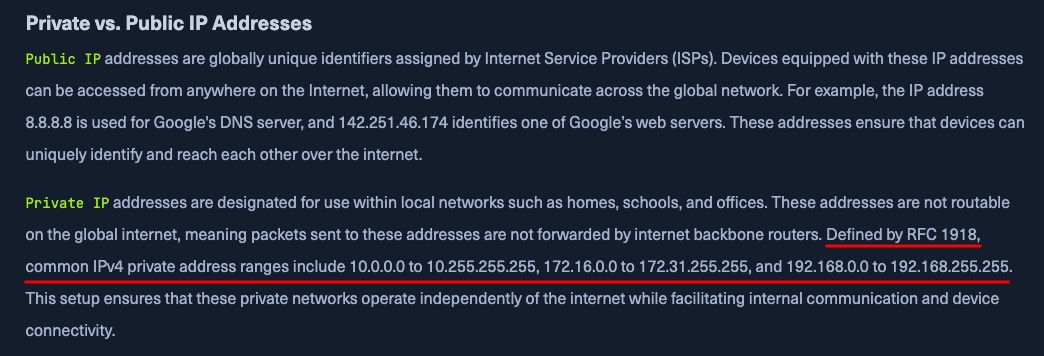 Private vs. Public IP Addresses
Public IP addresses are globally unique identifiers assigned by Internet Service Providers (ISPs). Devices equipped with these IP addresses
can be accessed from anywhere on the Internet, allowing them to communicate across the global network. For example, the IP address
8.8.8.8 is used for Google's DNS server, and 142.251.46.174 identifies one of Google's web servers. These addresses ensure that devices can
uniquely identify and reach each other over the internet.
Private IP addresses are designated for use within local networks such as homes, schools, and offices. These addresses are not routable
on the global internet, meaning packets sent to these addresses are not forwarded by internet backbone routers. Defined by RFC 1918,
common IPv4 private address ranges include 10.0.0.0 to 10.255.255.255, 172.16.0.0 to 172.31.255.255, and 192.168.0.0 to 192.168.255.255.
This setup ensures that these private networks operate independently of the internet while facilitating internal communication and device
connectivity.